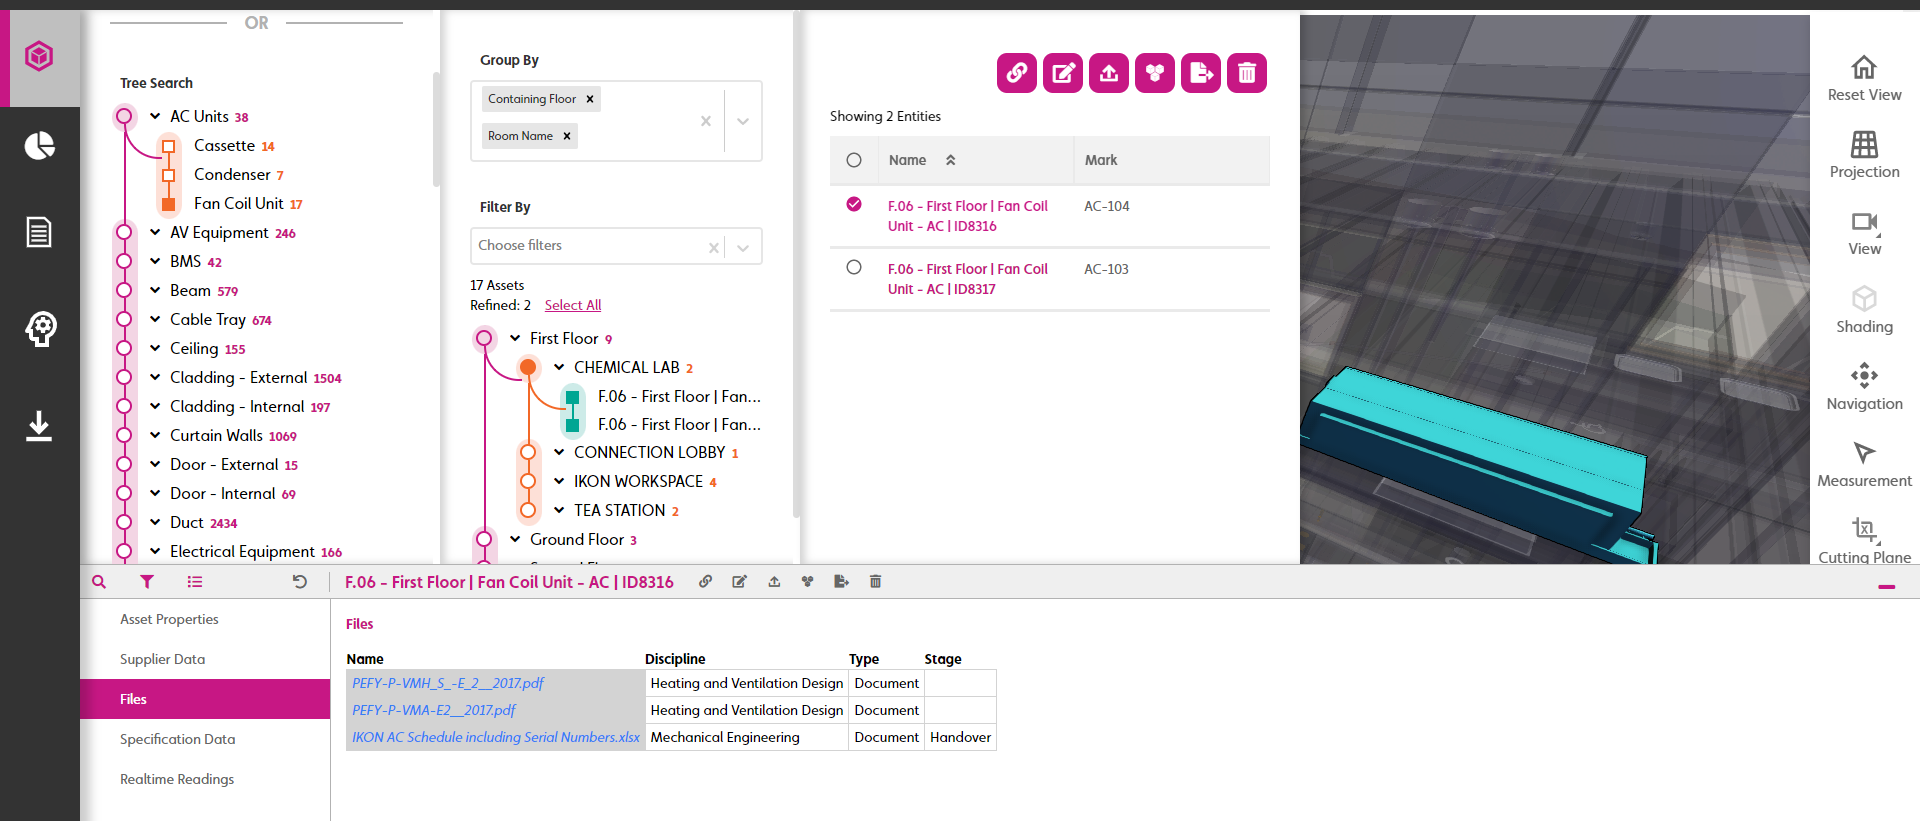 OR
Tree Search
AC Units 38
Cassette 14
Condenser 7
Fan Coil Unit 17
AV Equipment 246
BMS 42
Beam 579
Cable Tray 674
Ceiling 155
Cladding - External 1504
Cladding - Internal 197
Curtain Walls 1069
Door - External 15
Door - Internal 69
Duct 2434
Electrical Equipment 166
Group By
Containing Floor
Room Name
Filter By
Choose filters
17 Assets
Refined: 2 Select All
First Floor 9
CHEMICAL LAB 2
F.06 - First Floor | Fan...
F.06 - First Floor | Fan...
CONNECTION LOBBY 1
IKON WORKSPACE 4
TEA STATION 2
Ground Floor 3
Showing 2 Entities
Name Mark
F.06 - First Floor | Fan Coil AC-104
Unit - AC | ID8316
F.06 - First Floor | Fan Coil AC-103
Unit - AC | ID8317
Reset View
Projection
View
Shading
Navigation
Measurement
Cutting Plane
F.06 - First Floor | Fan Coil Unit - AC | ID8316
Asset Properties
Supplier Data
Files
Specification Data
Realtime Readings
Files
Name Discipline Type Stage
PEFY-P-VMH_S_-E_2__2017.pdf Heating and Ventilation Design Document
PEFY-P-VMA-E2__2017.pdf Heating and Ventilation Design Document
IKON AC Schedule including Serial Numbers.xlsx Mechanical Engineering Document Handover